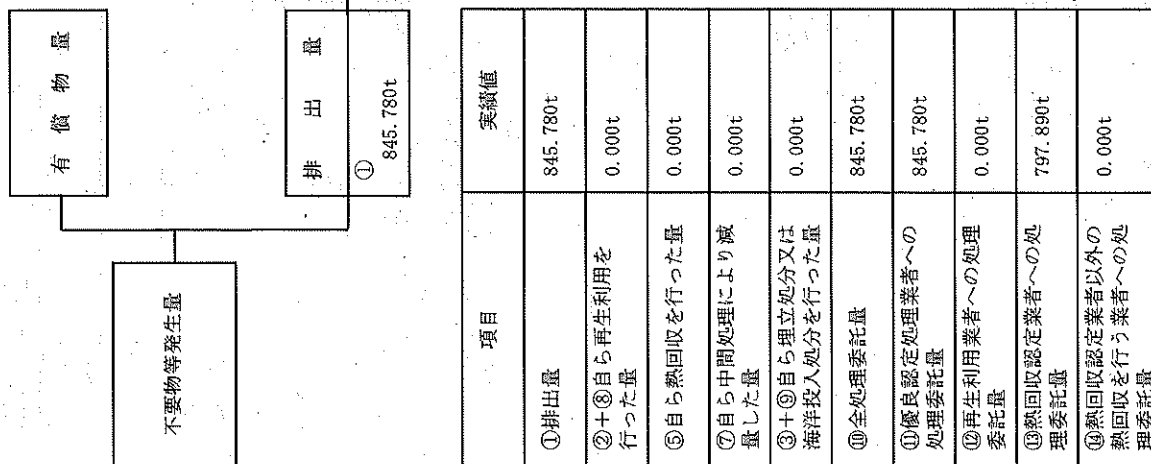 不要物等発生量
有償物量
排出量
①
845.780t
項目
実績値
①排出量
845.780t
②+⑧自ら再生利用を
行った量
0.000t
⑤自ら熱回収を行った量
0.000t
⑦自ら中間処理により減
量した量
0.000t
③+⑨自ら埋立処分又は
海洋投入処分を行った量
0.000t
⑩全処理委託量
845.780t
⑪優良認定処理業者への
処理委託量
845.780t
⑫再生利用業者への処理
委託量
0.000t
⑬熱回収認定業者への処
理委託量
797.890t
⑭熱回収認定業者以外の
熱回収を行う業者への処
理委託量
0.000t